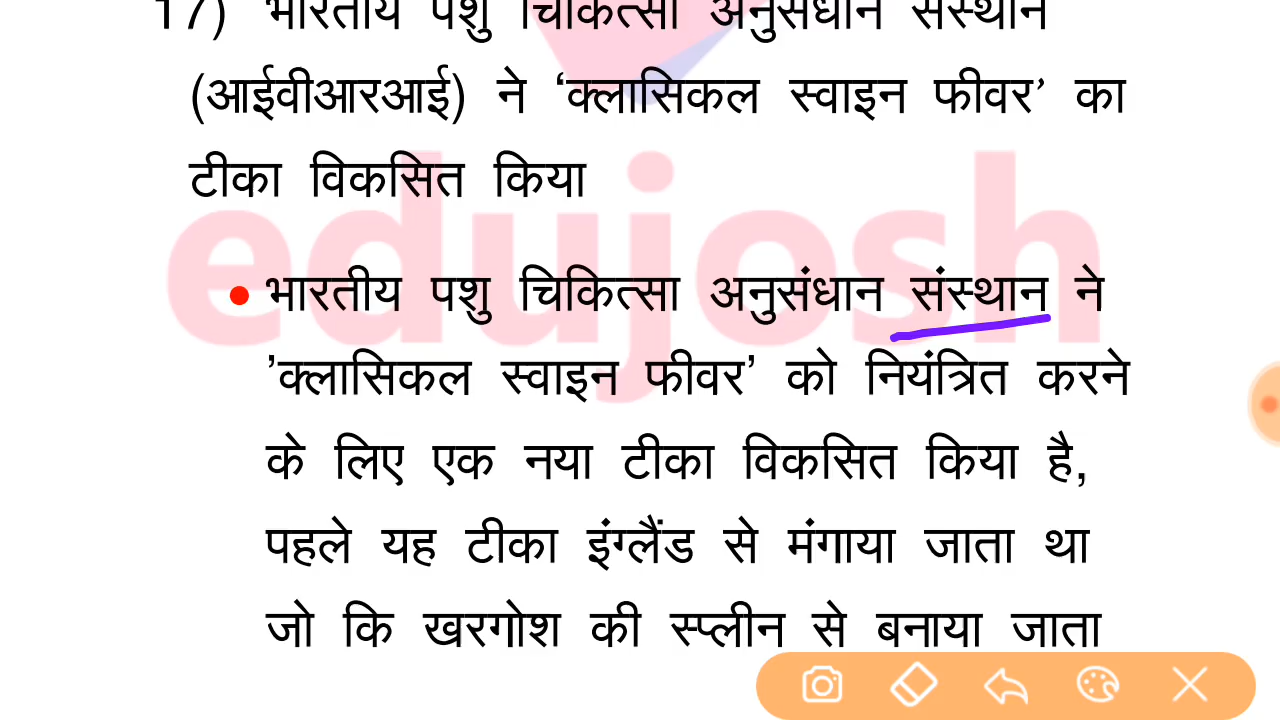 17) भारतीय पशु चिकित्सा अनुसंधान संस्थान
(आईवीआरआई) ने ‘क्लासिकल स्वाइन फीवर’ का
टीका विकसित किया
edujosh
• भारतीय पशु चिकित्सा अनुसंधान संस्थान ने
’क्लासिकल स्वाइन फीवर’ को नियंत्रित करने
के लिए एक नया टीका विकसित किया है,
पहले यह टीका इंग्लैंड से मंगाया जाता था
जो कि खरगोश की स्प्लीन से बनाया जाता